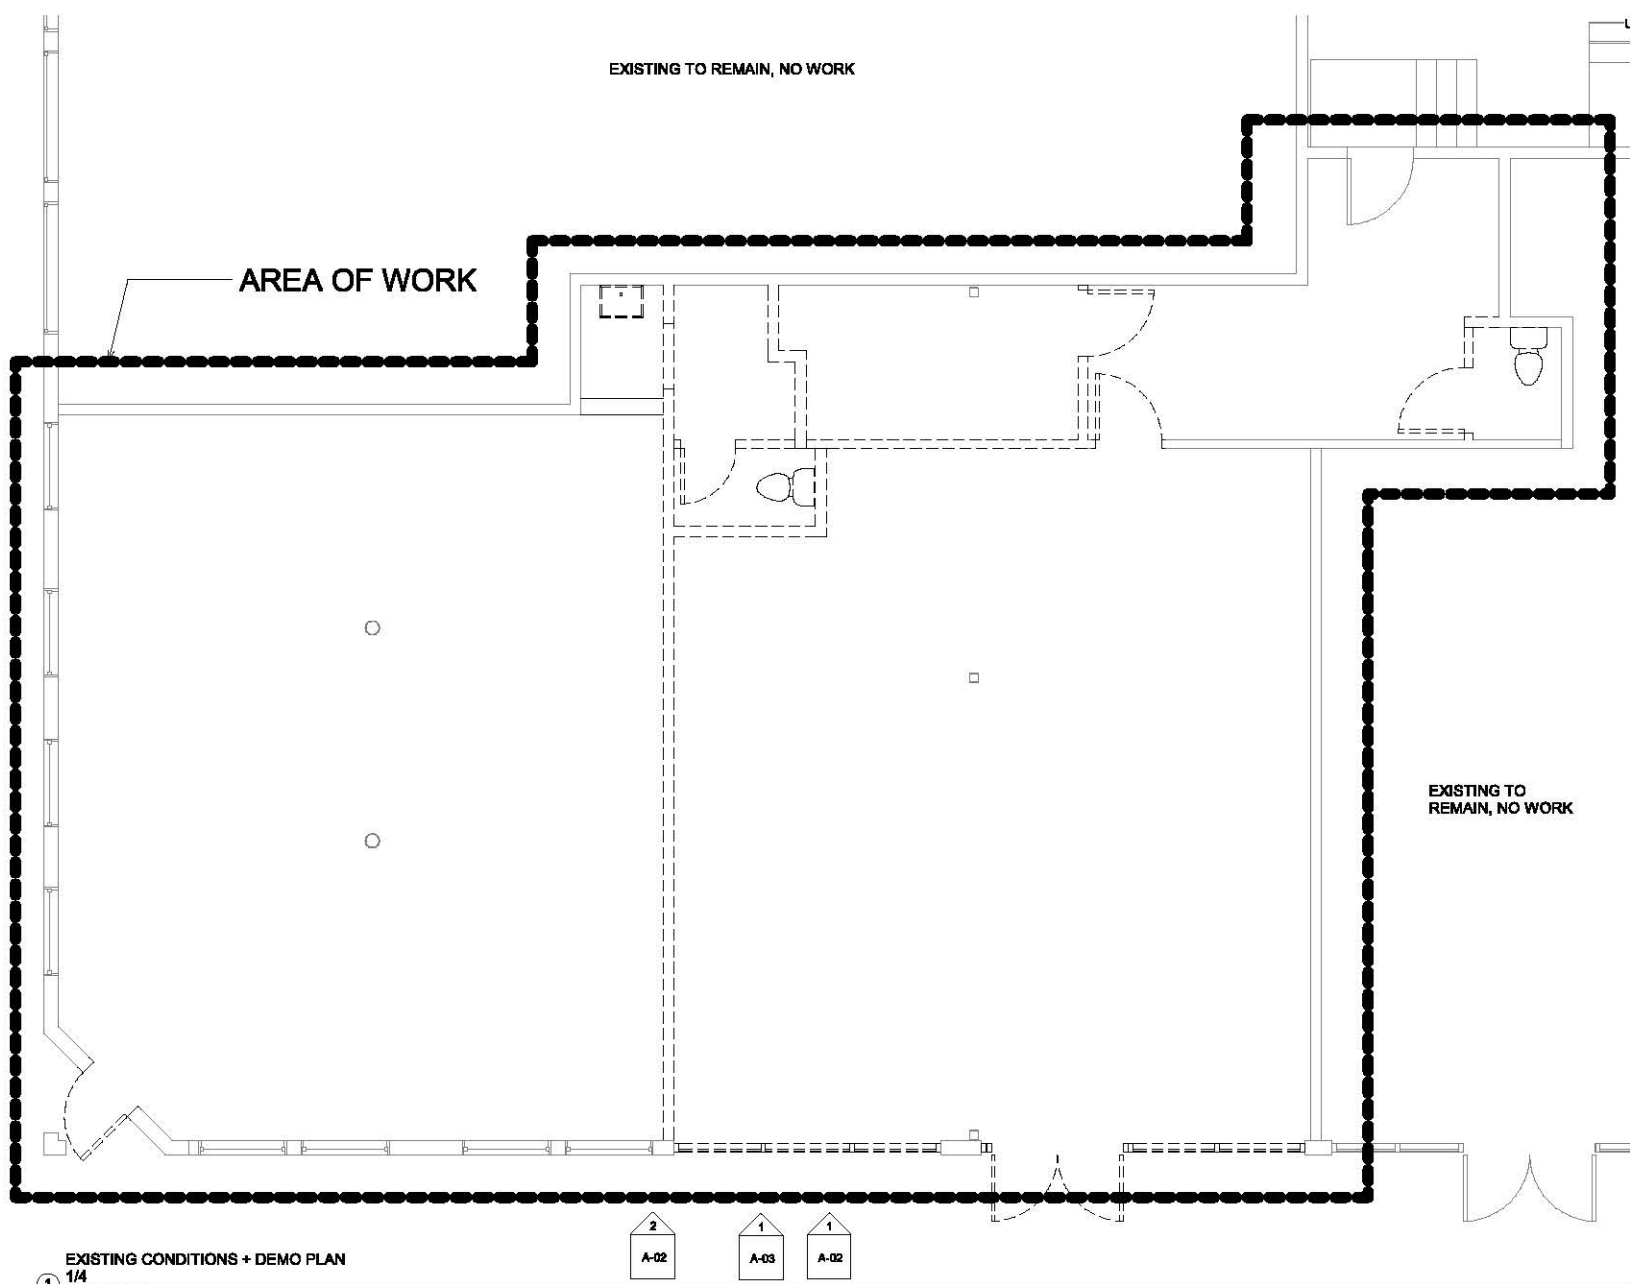 EXISTING TO REMAIN, NO WORK
AREA OF WORK
EXISTING TO
REMAIN, NO WORK
2
A-02
1
A-03
1
A-02
EXISTING CONDITIONS + DEMO PLAN
1
1/4